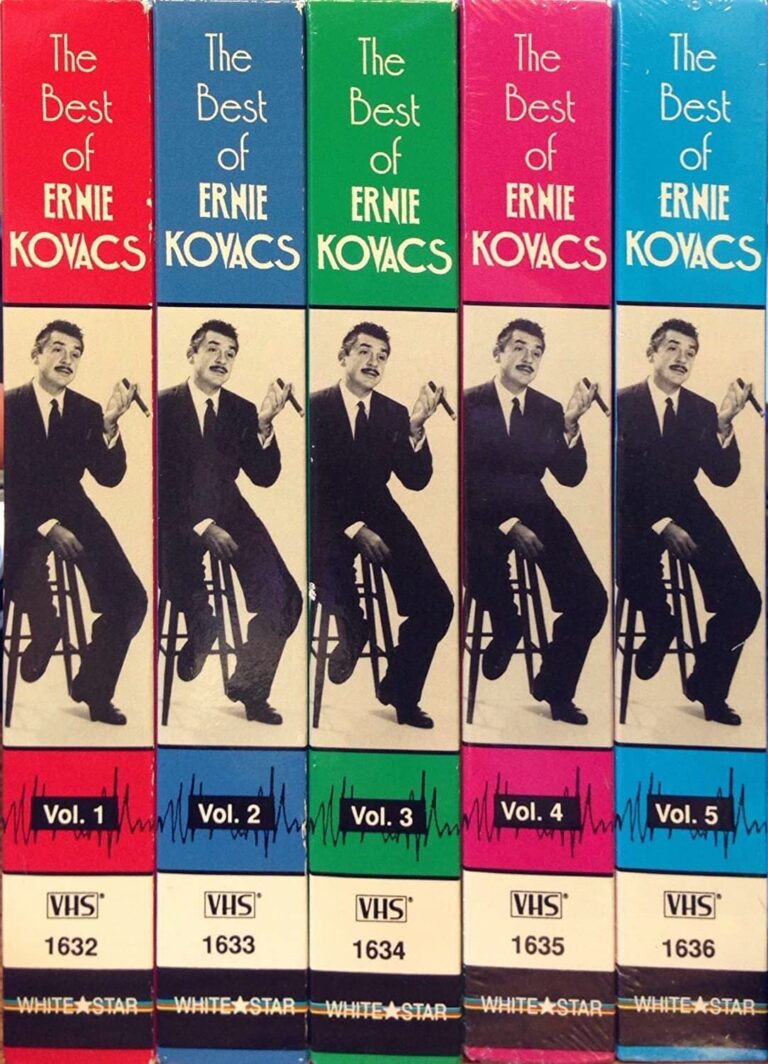 The
Best
of
ERNIE
KOVACS
Vol. 1
VHS®
1632
WHITE★STAR
The
Best
of
ERNIE
KOVACS
Vol. 2
VHS®
1633
WHITE★STAR
The
Best
of
ERNIE
KOVACS
Vol. 3
VHS®
1634
WHITE★STAR
The
Best
of
ERNIE
KOVACS
Vol. 4
VHS®
1635
WHITE★STAR
The
Best
of
ERNIE
KOVACS
Vol. 5
VHS®
1636
WHITE★STAR